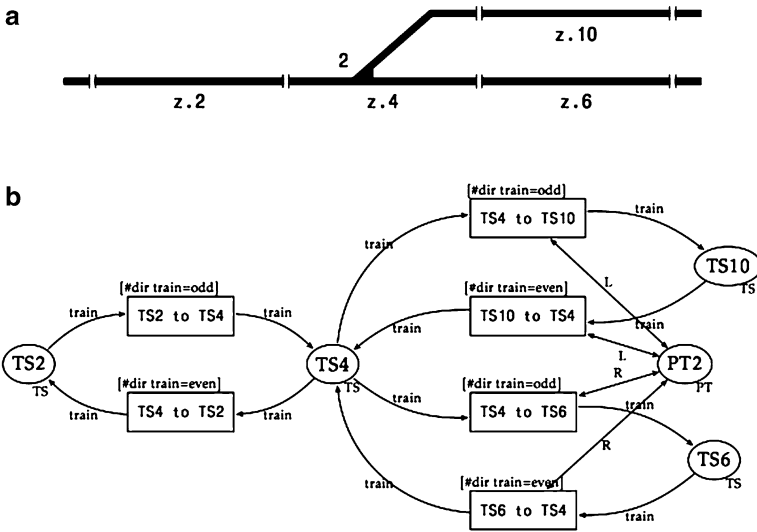 a
z.10
2
z.2
z.4
z.6
b
[#dir train=odd]
TS4 to TS10
train
train
TS10
TS
L
[#dir train=odd]
TS2 to TS4
train
train
[#dir train=even]
TS10 to TS4
train
train
L
TS2
TS
TS4
TS
PT2
PT
R
[#dir train=even]
TS4 to TS2
train
train
[#dir train=odd]
TS4 to TS6
train
train
R
TS6
TS
[#dir train=even]
TS6 to TS4
train
train